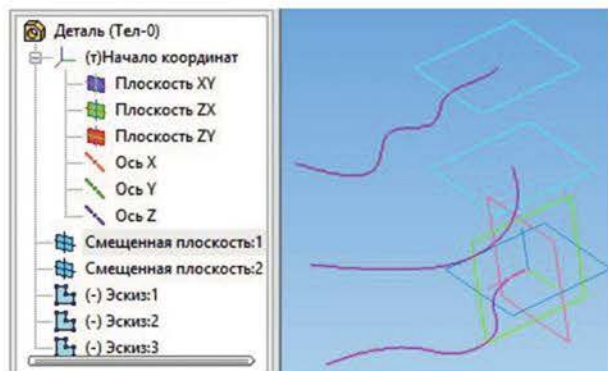 Деталь (Тел-0)
(т)Начало координат
Плоскость XY
Плоскость ZX
Плоскость ZY
Ось X
Ось Y
Ось Z
Смещенная плоскость:1
Смещенная плоскость:2
(-) Эскиз:1
(-) Эскиз:2
(-) Эскиз:3